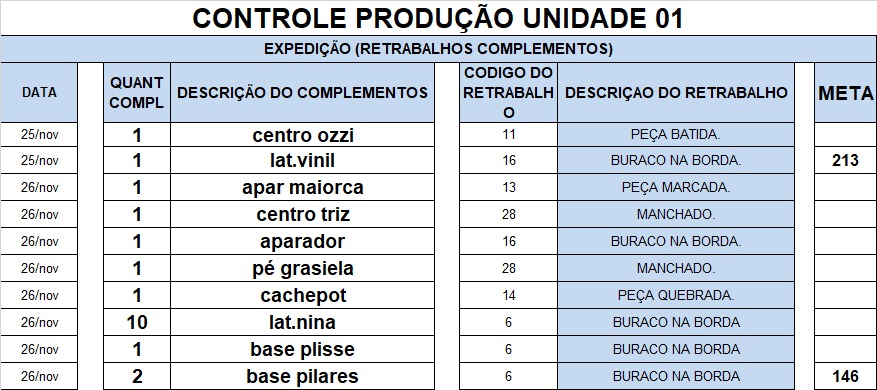 CONTROLE PRODUÇÃO UNIDADE 01
EXPEDIÇÃO (RETRABALHOS COMPLEMENTOS)
DATA QUANT COMPL DESCRIÇÃO DO COMPLEMENTOS CODIGO DO RETRABALHO DESCRIÇAO DO RETRABALHO META
25/nov 1 centro ozzi 11 PEÇA BATIDA.
25/nov 1 lat.vinil 16 BURACO NA BORDA. 213
26/nov 1 apar maiorca 13 PEÇA MARCADA.
26/nov 1 centro triz 28 MANCHADO.
26/nov 1 aparador 16 BURACO NA BORDA.
26/nov 1 pé grasiela 28 MANCHADO.
26/nov 1 cachepot 14 PEÇA QUEBRADA.
26/nov 10 lat.nina 6 BURACO NA BORDA
26/nov 1 base plisse 6 BURACO NA BORDA
26/nov 2 base pilares 6 BURACO NA BORDA 146